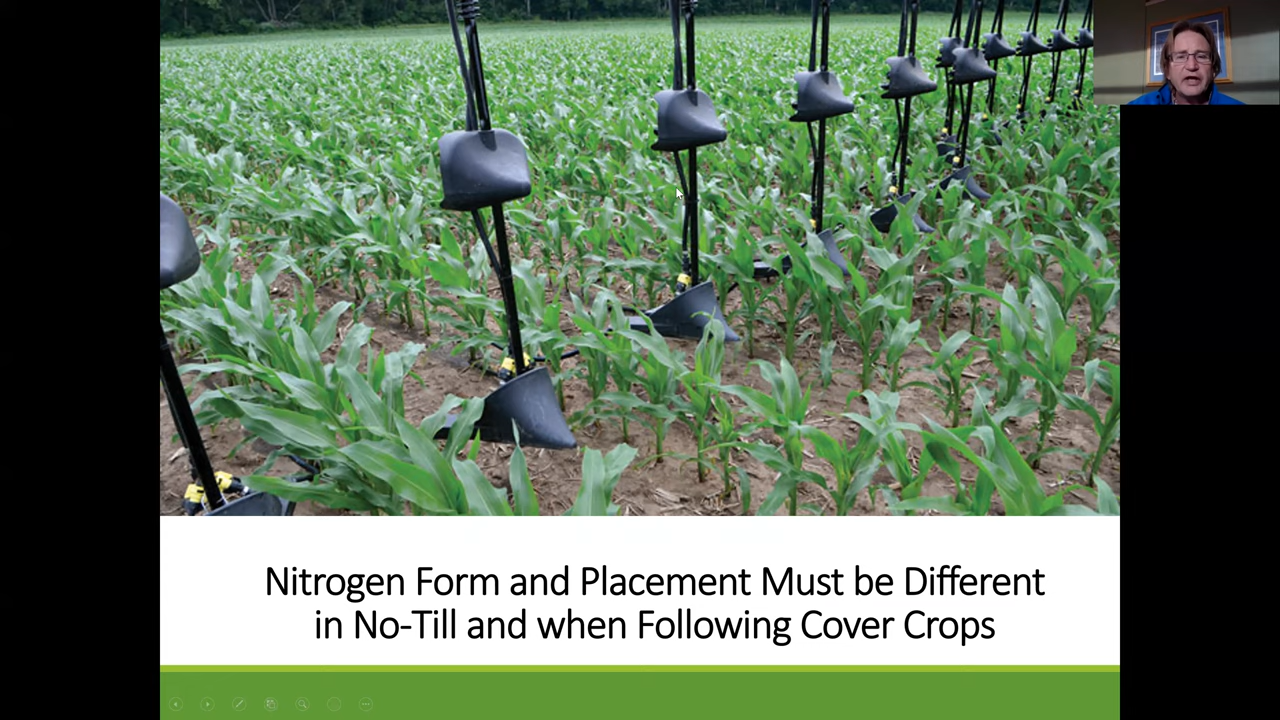 Nitrogen Form and Placement Must be Different
in No-Till and when Following Cover Crops